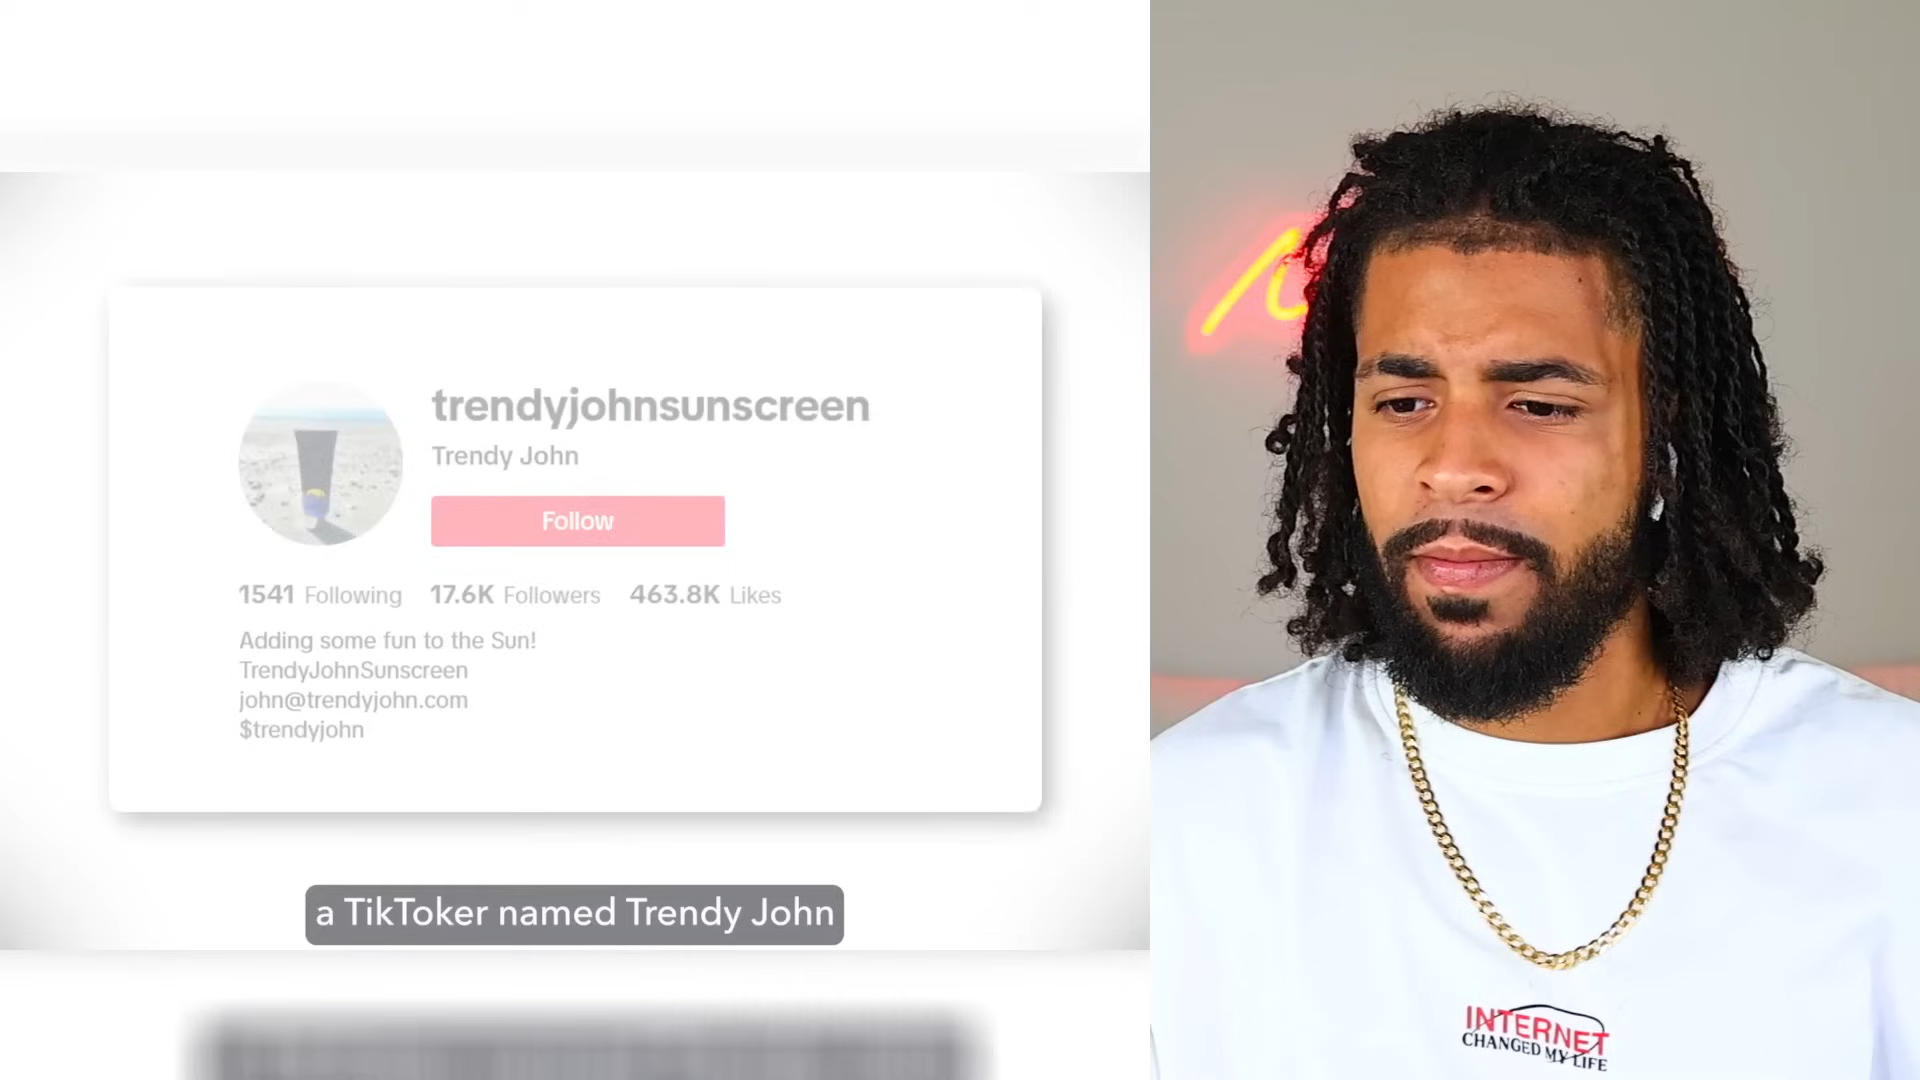 trendyjohnsunscreen
Trendy John
Follow
1541 Following 17.6K Followers 463.8K Likes
Adding some fun to the Sun!
TrendyJohnSunscreen
john@trendyjohn.com
$trendyjohn
a TikToker named Trendy John
INTERNET
CHANGED MY LIFE